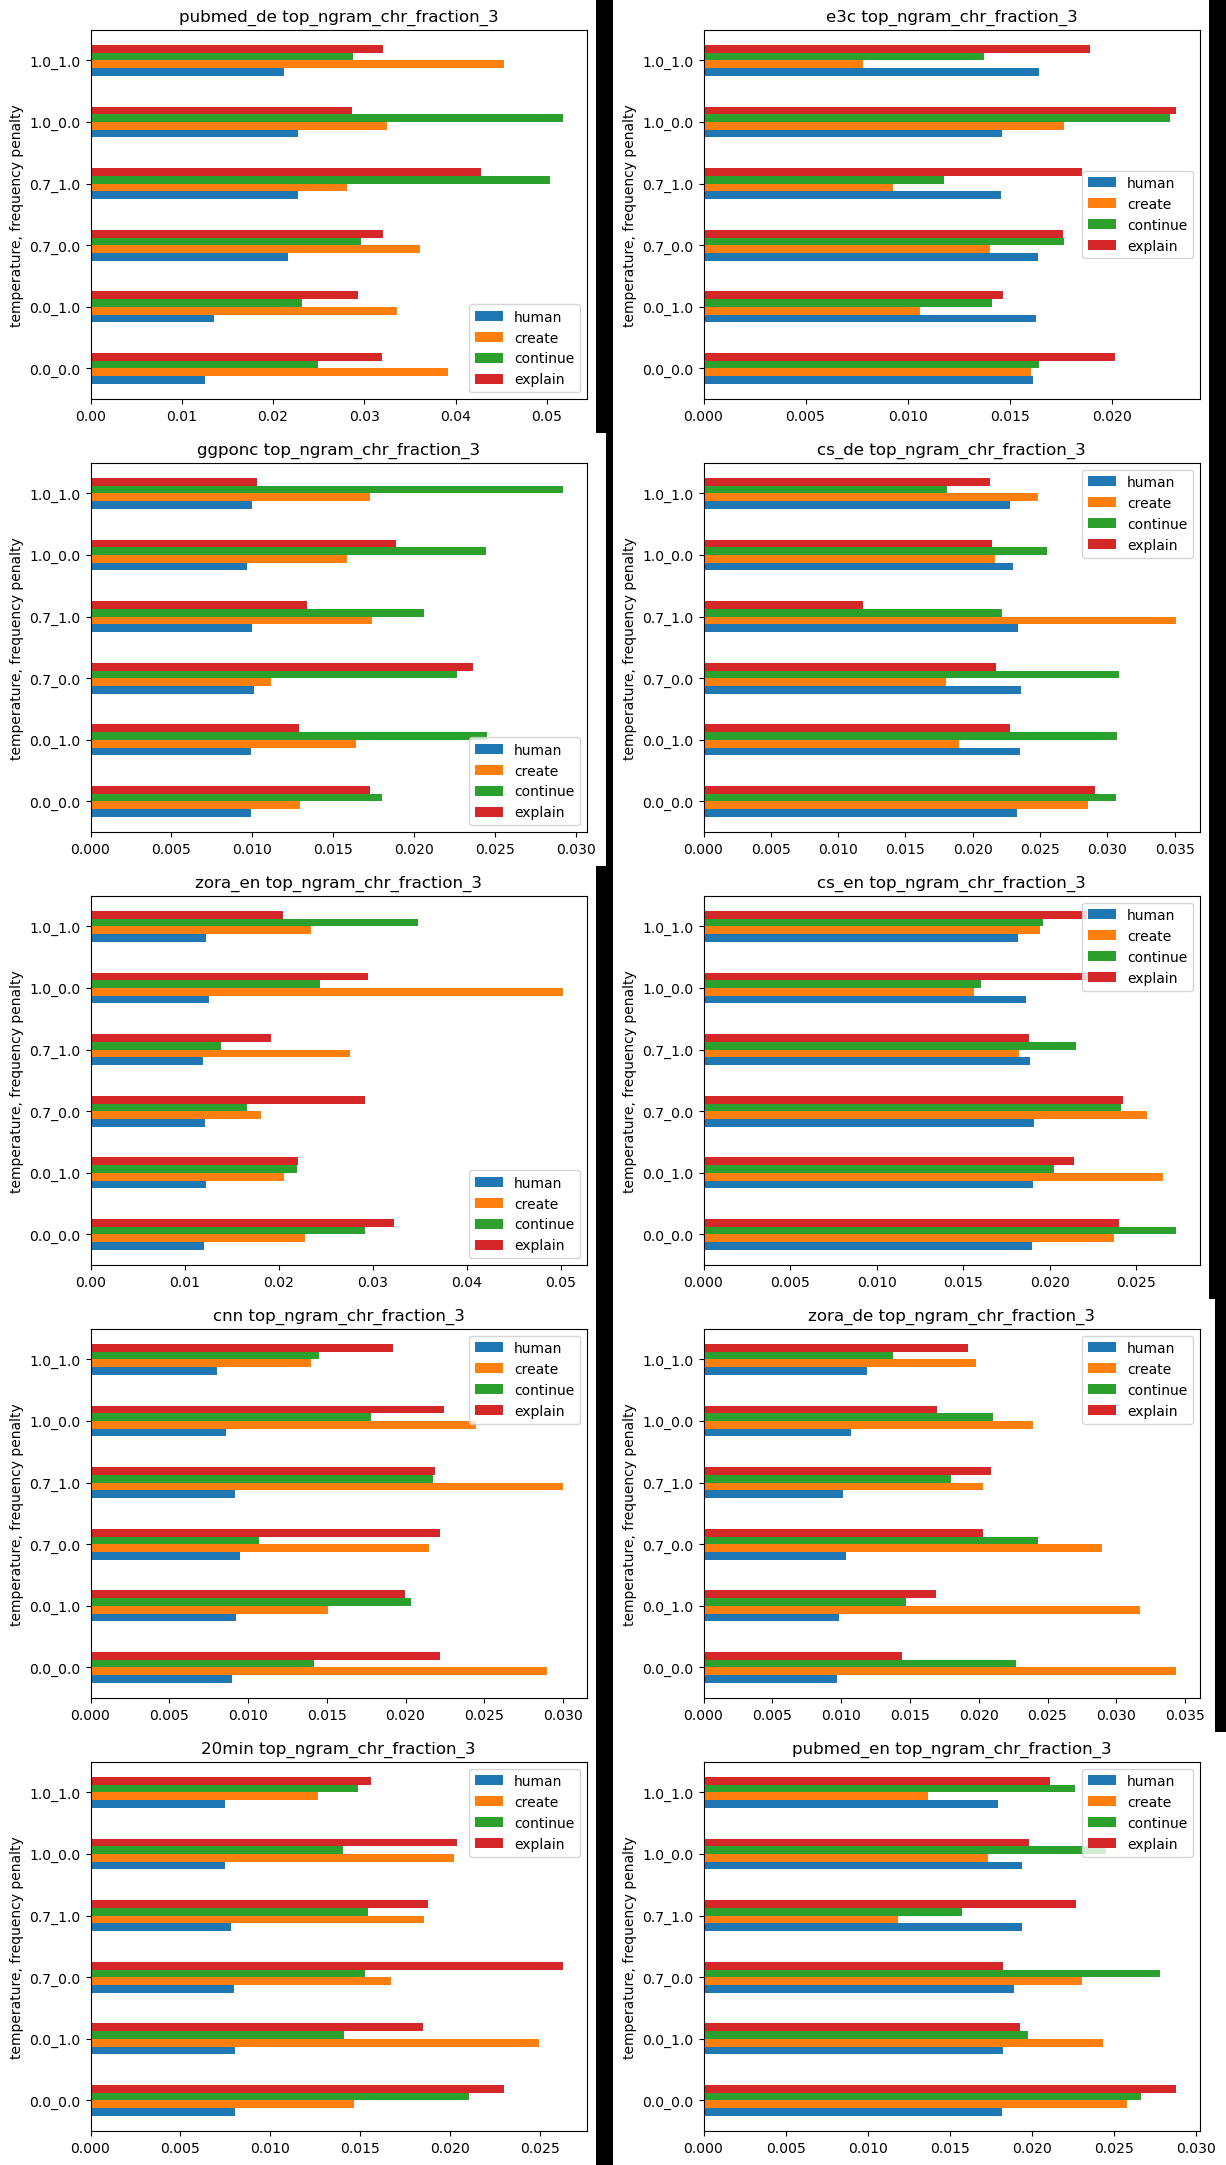 pubmed_de top_ngram_chr_fraction_3
temperature, frequency penalty
1.0_1.0
1.0_0.0
0.7_1.0
0.7_0.0
0.0_1.0
0.0_0.0
0.00 0.01 0.02 0.03 0.04 0.05
human
create
continue
explain
e3c top_ngram_chr_fraction_3
temperature, frequency penalty
1.0_1.0
1.0_0.0
0.7_1.0
0.7_0.0
0.0_1.0
0.0_0.0
0.000 0.005 0.010 0.015 0.020
human
create
continue
explain
ggponc top_ngram_chr_fraction_3
temperature, frequency penalty
1.0_1.0
1.0_0.0
0.7_1.0
0.7_0.0
0.0_1.0
0.0_0.0
0.000 0.005 0.010 0.015 0.020 0.025 0.030
human
create
continue
explain
cs_de top_ngram_chr_fraction_3
temperature, frequency penalty
1.0_1.0
1.0_0.0
0.7_1.0
0.7_0.0
0.0_1.0
0.0_0.0
0.000 0.005 0.010 0.015 0.020 0.025 0.030 0.035
human
create
continue
explain
zora_en top_ngram_chr_fraction_3
temperature, frequency penalty
1.0_1.0
1.0_0.0
0.7_1.0
0.7_0.0
0.0_1.0
0.0_0.0
0.00 0.01 0.02 0.03 0.04 0.05
human
create
continue
explain
cs_en top_ngram_chr_fraction_3
temperature, frequency penalty
1.0_1.0
1.0_0.0
0.7_1.0
0.7_0.0
0.0_1.0
0.0_0.0
0.000 0.005 0.010 0.015 0.020 0.025
human
create
continue
explain
cnn top_ngram_chr_fraction_3
temperature, frequency penalty
1.0_1.0
1.0_0.0
0.7_1.0
0.7_0.0
0.0_1.0
0.0_0.0
0.000 0.005 0.010 0.015 0.020 0.025 0.030
human
create
continue
explain
zora_de top_ngram_chr_fraction_3
temperature, frequency penalty
1.0_1.0
1.0_0.0
0.7_1.0
0.7_0.0
0.0_1.0
0.0_0.0
0.000 0.005 0.010 0.015 0.020 0.025 0.030 0.035
human
create
continue
explain
20min top_ngram_chr_fraction_3
temperature, frequency penalty
1.0_1.0
1.0_0.0
0.7_1.0
0.7_0.0
0.0_1.0
0.0_0.0
0.000 0.005 0.010 0.015 0.020 0.025
human
create
continue
explain
pubmed_en top_ngram_chr_fraction_3
temperature, frequency penalty
1.0_1.0
1.0_0.0
0.7_1.0
0.7_0.0
0.0_1.0
0.0_0.0
0.000 0.005 0.010 0.015 0.020 0.025 0.030
human
create
continue
explain